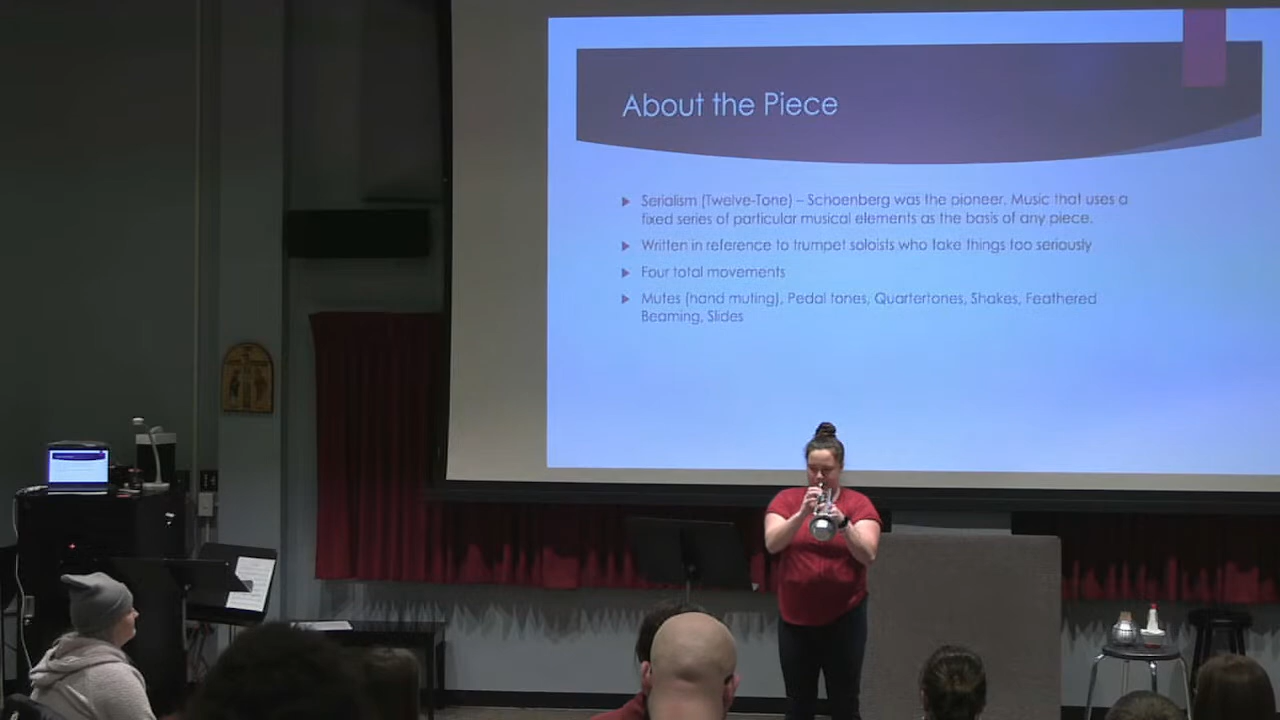 About the Piece
Serialism (Twelve-Tone) – Schoenberg was the pioneer. Music that uses a
fixed series of particular musical elements as the basis of any piece.
Written in reference to trumpet soloists who take things too seriously
Four total movements
Mutes (hand muting), Pedal tones, Quartertones, Shakes, Feathered
Beaming, Slides